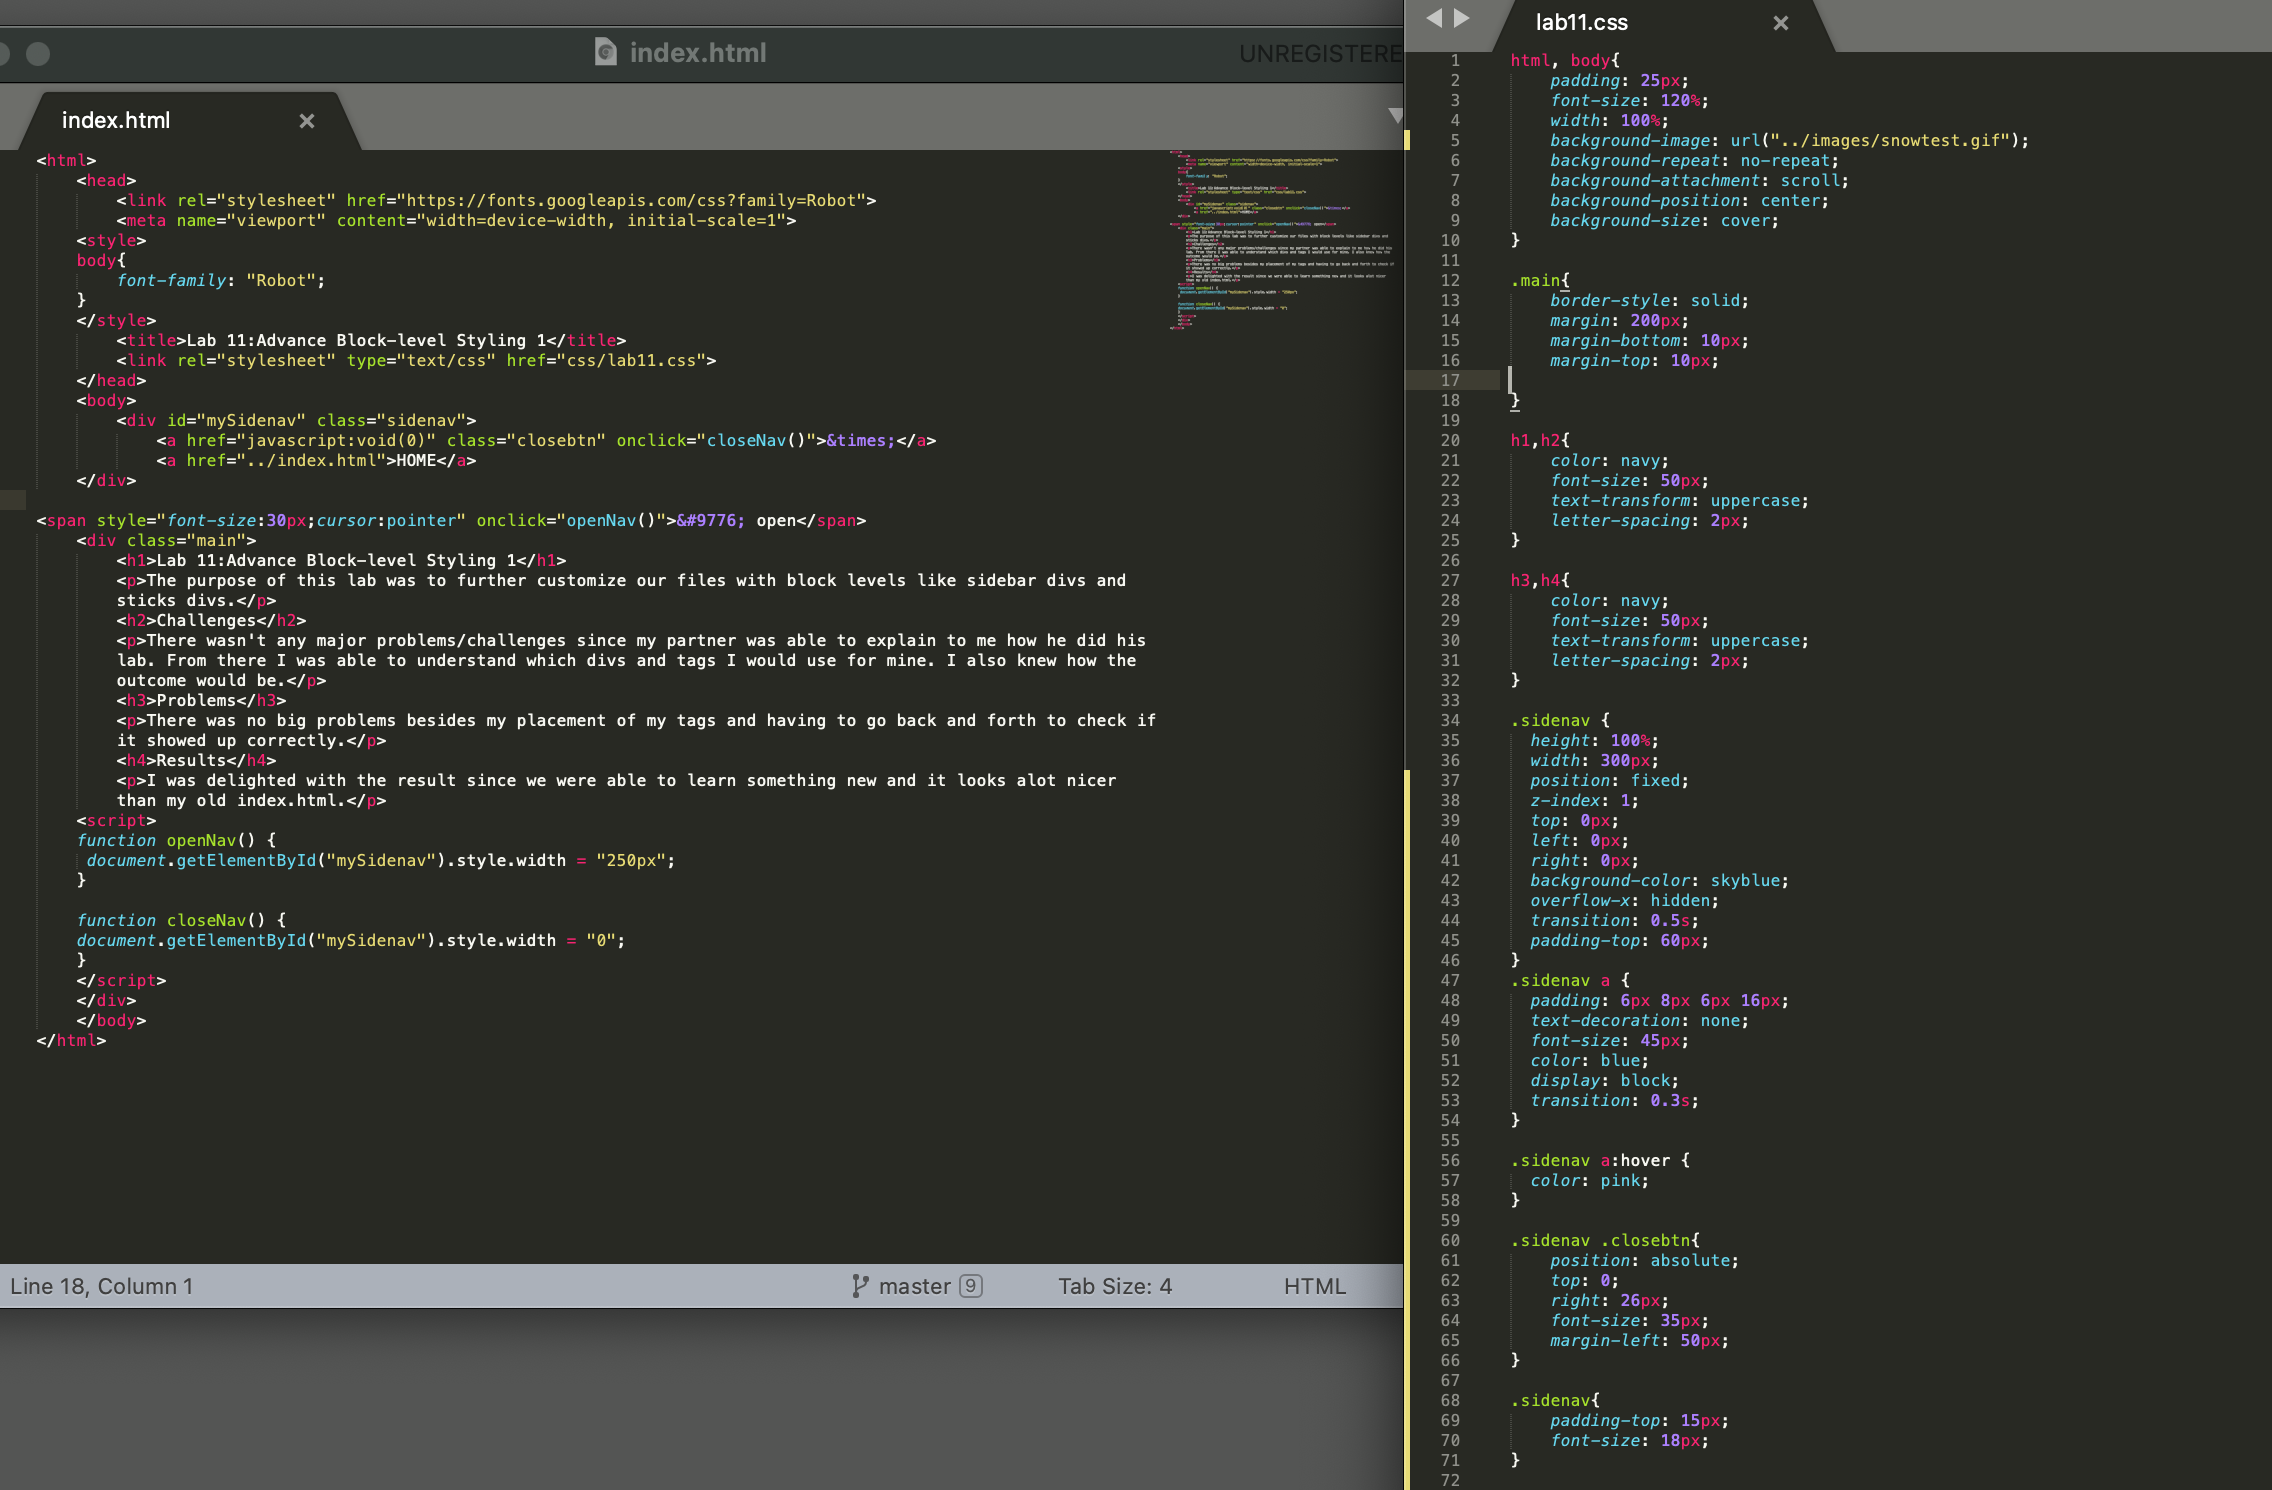 index.html
UNREGISTERE
index.html
<html>
<head>
<link rel="stylesheet" href="https://fonts.googleapis.com/css?family=Robot">
<meta name="viewport" content="width=device-width, initial-scale=1">
<style>
body{
font-family: "Robot";
}
</style>
<title>Lab 11:Advance Block-level Styling 1</title>
<link rel="stylesheet" type="text/css" href="css/lab11.css">
</head>
<body>
<div id="mySidenav" class="sidenav">
<a href="javascript:void(0)" class="closebtn" onclick="closeNav()">&times;</a>
<a href="../index.html">HOME</a>
</div>
<span style="font-size:30px;cursor:pointer" onclick="openNav()">&#9776; open</span>
<div class="main">
<h1>Lab 11:Advance Block-level Styling 1</h1>
<p>The purpose of this lab was to further customize our files with block levels like sidebar divs and
sticks divs.</p>
<h2>Challenges</h2>
<p>There wasn't any major problems/challenges since my partner was able to explain to me how he did his
lab. From there I was able to understand which divs and tags I would use for mine. I also knew how the
outcome would be.</p>
<h3>Problems</h3>
<p>There was no big problems besides my placement of my tags and having to go back and forth to check if
it showed up correctly.</p>
<h4>Results</h4>
<p>I was delighted with the result since we were able to learn something new and it looks alot nicer
than my old index.html.</p>
<script>
function openNav() {
document.getElementById("mySidenav").style.width = "250px";
}
function closeNav() {
document.getElementById("mySidenav").style.width = "0";
}
</script>
</div>
</body>
</html>
Line 18, Column 1
master 9
Tab Size: 4
HTML
lab11.css
1 html, body{
2 padding: 25px;
3 font-size: 120%;
4 width: 100%;
5 background-image: url("../images/snowtest.gif");
6 background-repeat: no-repeat;
7 background-attachment: scroll;
8 background-position: center;
9 background-size: cover;
10 }
11
12 .main{
13 border-style: solid;
14 margin: 200px;
15 margin-bottom: 10px;
16 margin-top: 10px;
17
18 }
19
20 h1,h2{
21 color: navy;
22 font-size: 50px;
23 text-transform: uppercase;
24 letter-spacing: 2px;
25 }
26
27 h3,h4{
28 color: navy;
29 font-size: 50px;
30 text-transform: uppercase;
31 letter-spacing: 2px;
32 }
33
34 .sidenav {
35 height: 100%;
36 width: 300px;
37 position: fixed;
38 z-index: 1;
39 top: 0px;
40 left: 0px;
41 right: 0px;
42 background-color: skyblue;
43 overflow-x: hidden;
44 transition: 0.5s;
45 padding-top: 60px;
46 }
47 .sidenav a {
48 padding: 6px 8px 6px 16px;
49 text-decoration: none;
50 font-size: 45px;
51 color: blue;
52 display: block;
53 transition: 0.3s;
54 }
55
56 .sidenav a:hover {
57 color: pink;
58 }
59
60 .sidenav .closebtn{
61 position: absolute;
62 top: 0;
63 right: 26px;
64 font-size: 35px;
65 margin-left: 50px;
66 }
67
68 .sidenav{
69 padding-top: 15px;
70 font-size: 18px;
71 }
72